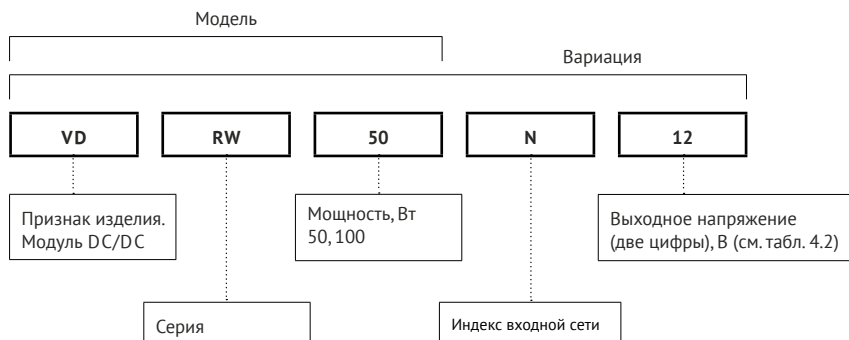 Модель
Вариация
VD RW 50 N 12
Признак изделия.
Модуль DC/DC
Мощность, Вт
50, 100
Выходное напряжение
(две цифры), В (см. табл. 4.2)
Серия
Индекс входной сети